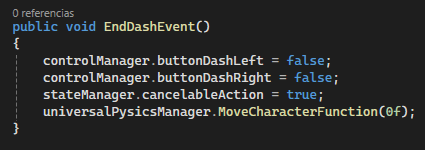 0 referencias
public void EndDashEvent()
{
controlManager.buttonDashLeft = false;
controlManager.buttonDashRight = false;
stateManager.cancelableAction = true;
universalPysicsManager.MoveCharacterFunction(0f);
}